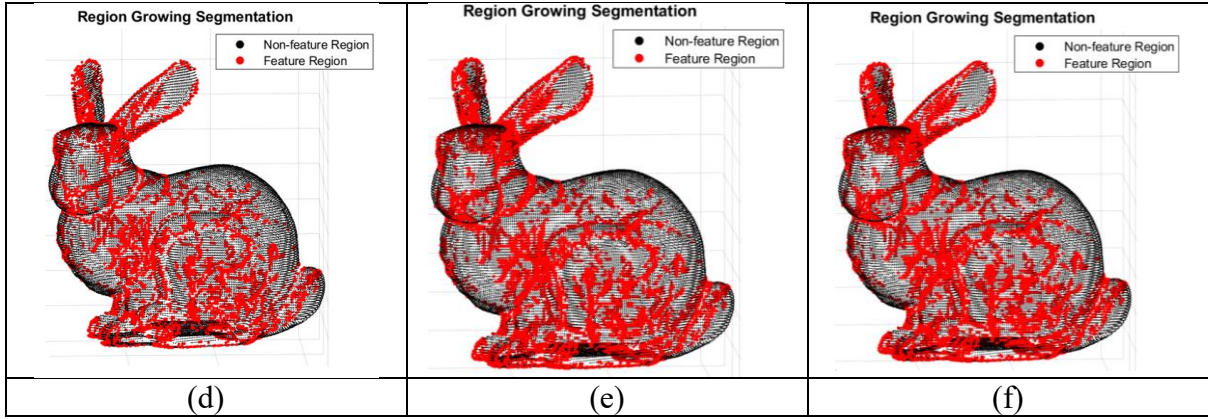 Region Growing Segmentation
Non-feature Region
Feature Region
(d)
Region Growing Segmentation
Non-feature Region
Feature Region
(e)
Region Growing Segmentation
Non-feature Region
Feature Region
(f)